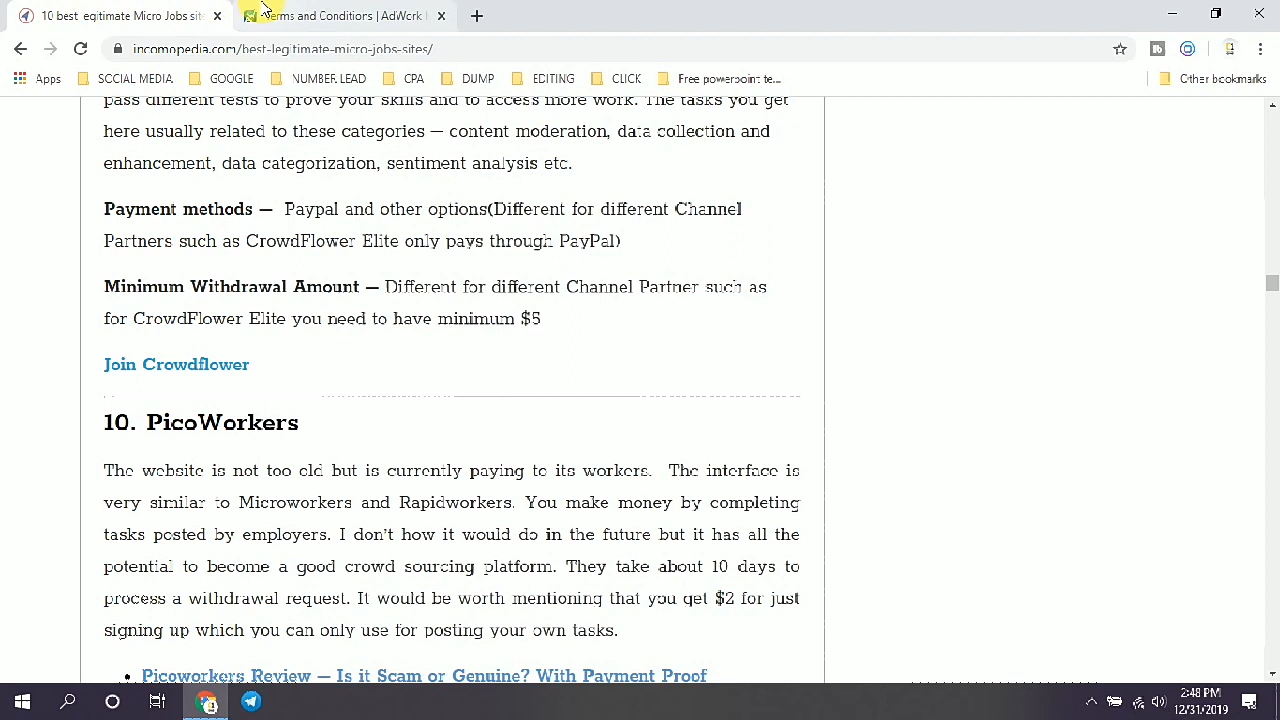 10 best legitimate Micro Jobs sit
Terms and Conditions | AdWork
incomopedia.com/best-legitimate-micro-jobs-sites/
Apps
SOCIAL MEDIA
GOOGLE
NUMBER LEAD
CPA
DUMP
EDITING
CLICK
Free powerpoint te...
Other bookmarks
pass different tests to prove your skills and to access more work. The tasks you get
here usually related to these categories — content moderation, data collection and
enhancement, data categorization, sentiment analysis etc.
Payment methods — Paypal and other options(Different for different Channel
Partners such as CrowdFlower Elite only pays through PayPal)
Minimum Withdrawal Amount — Different for different Channel Partner such as
for CrowdFlower Elite you need to have minimum $5
Join Crowdflower
10. PicoWorkers
The website is not too old but is currently paying to its workers. The interface is
very similar to Microworkers and Rapidworkers. You make money by completing
tasks posted by employers. I don't how it would do in the future but it has all the
potential to become a good crowd sourcing platform. They take about 10 days to
process a withdrawal request. It would be worth mentioning that you get $2 for just
signing up which you can only use for posting your own tasks.
• Picoworkers Review — Is it Scam or Genuine? With Payment Proof
2:48 PM
12/31/2019